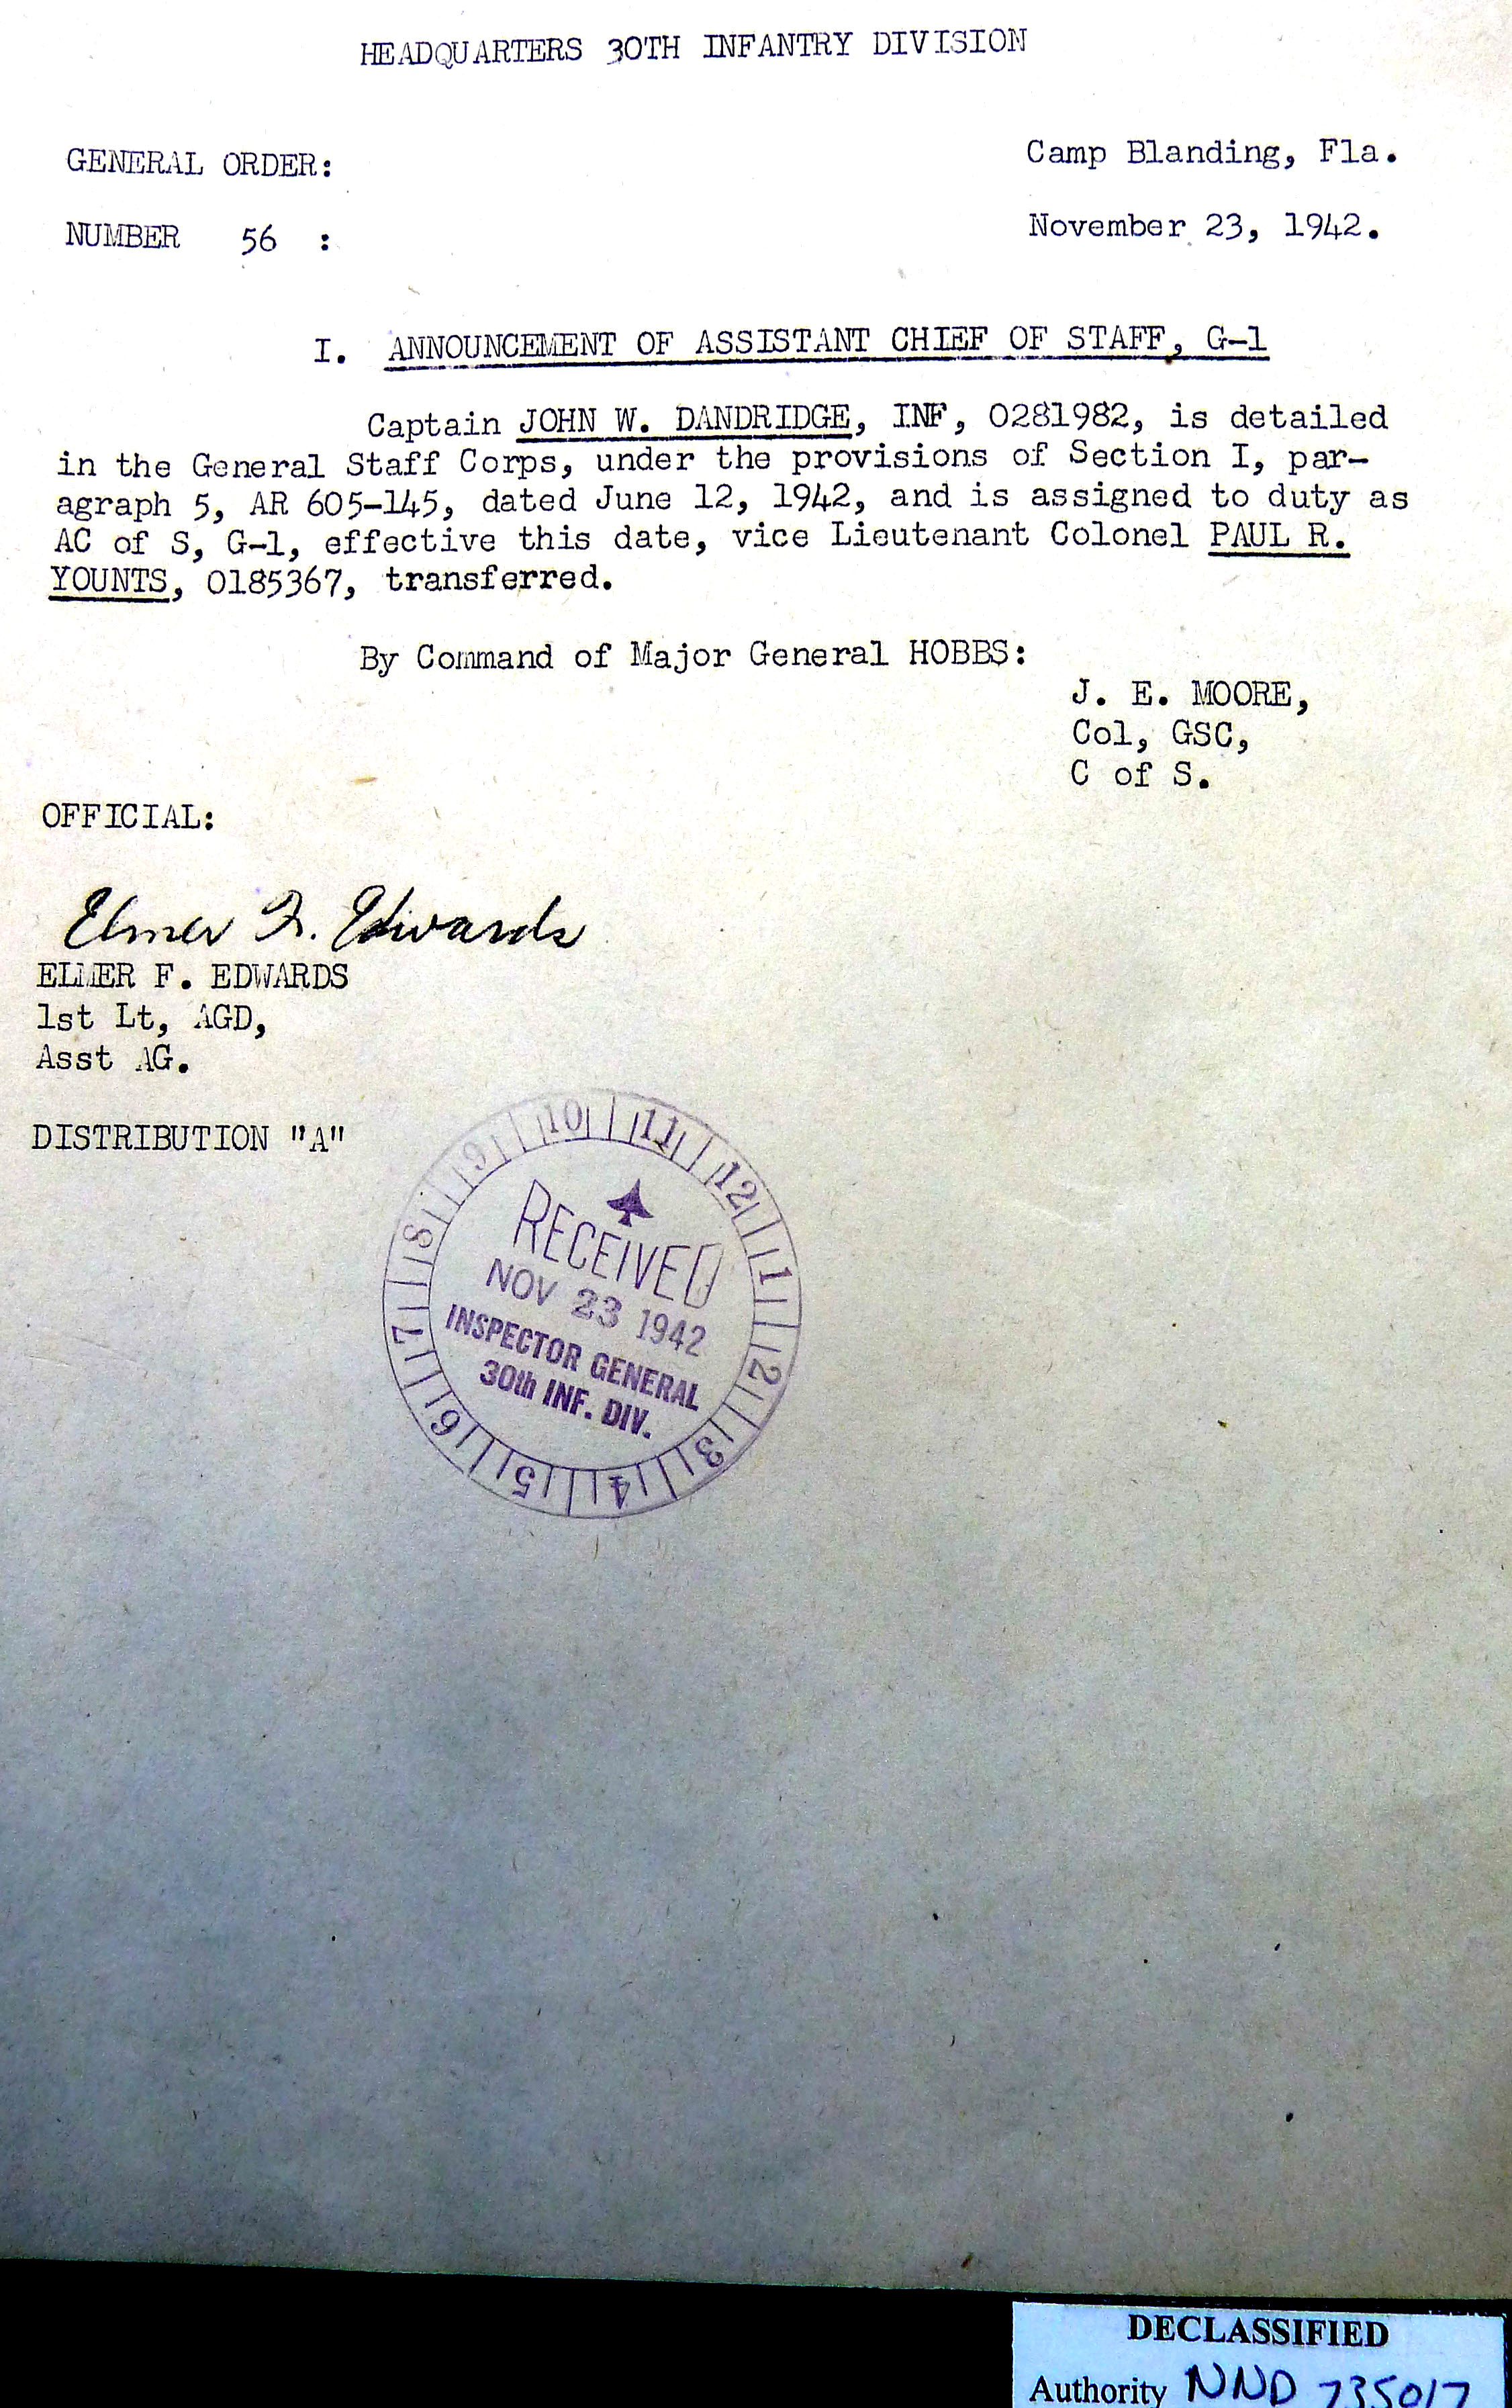 HEADQUARTERS 30TH INFANTRY DIVISION
GENERAL ORDER:
Camp Blanding, Fla.
NUMBER 56 :
November 23, 1942.
I. ANNOUNCEMENT OF ASSISTANT CHIEF OF STAFF, G-1
Captain JOHN W. DANDRIDGE, INF, O281982, is detailed
in the General Staff Corps, under the provisions of Section I, par-
agraph 5, AR 605-145, dated June 12, 1942, and is assigned to duty as
AC of S, G-1, effective this date, vice Lieutenant Colonel PAUL R.
YOUNTS, O185367, transferred.
By Command of Major General HOBBS:
J. E. MOORE,
Col, GSC,
C of S.
OFFICIAL:
Elmer F. Edwards
ELMER F. EDWARDS
1st Lt, AGD,
Asst AG.
DISTRIBUTION "A"
10 11 12 1 2 3 4 5 6 7 8 9
RECEIVED
NOV 23 1942
INSPECTOR GENERAL
30th INF. DIV.
DECLASSIFIED
Authority NND 735017